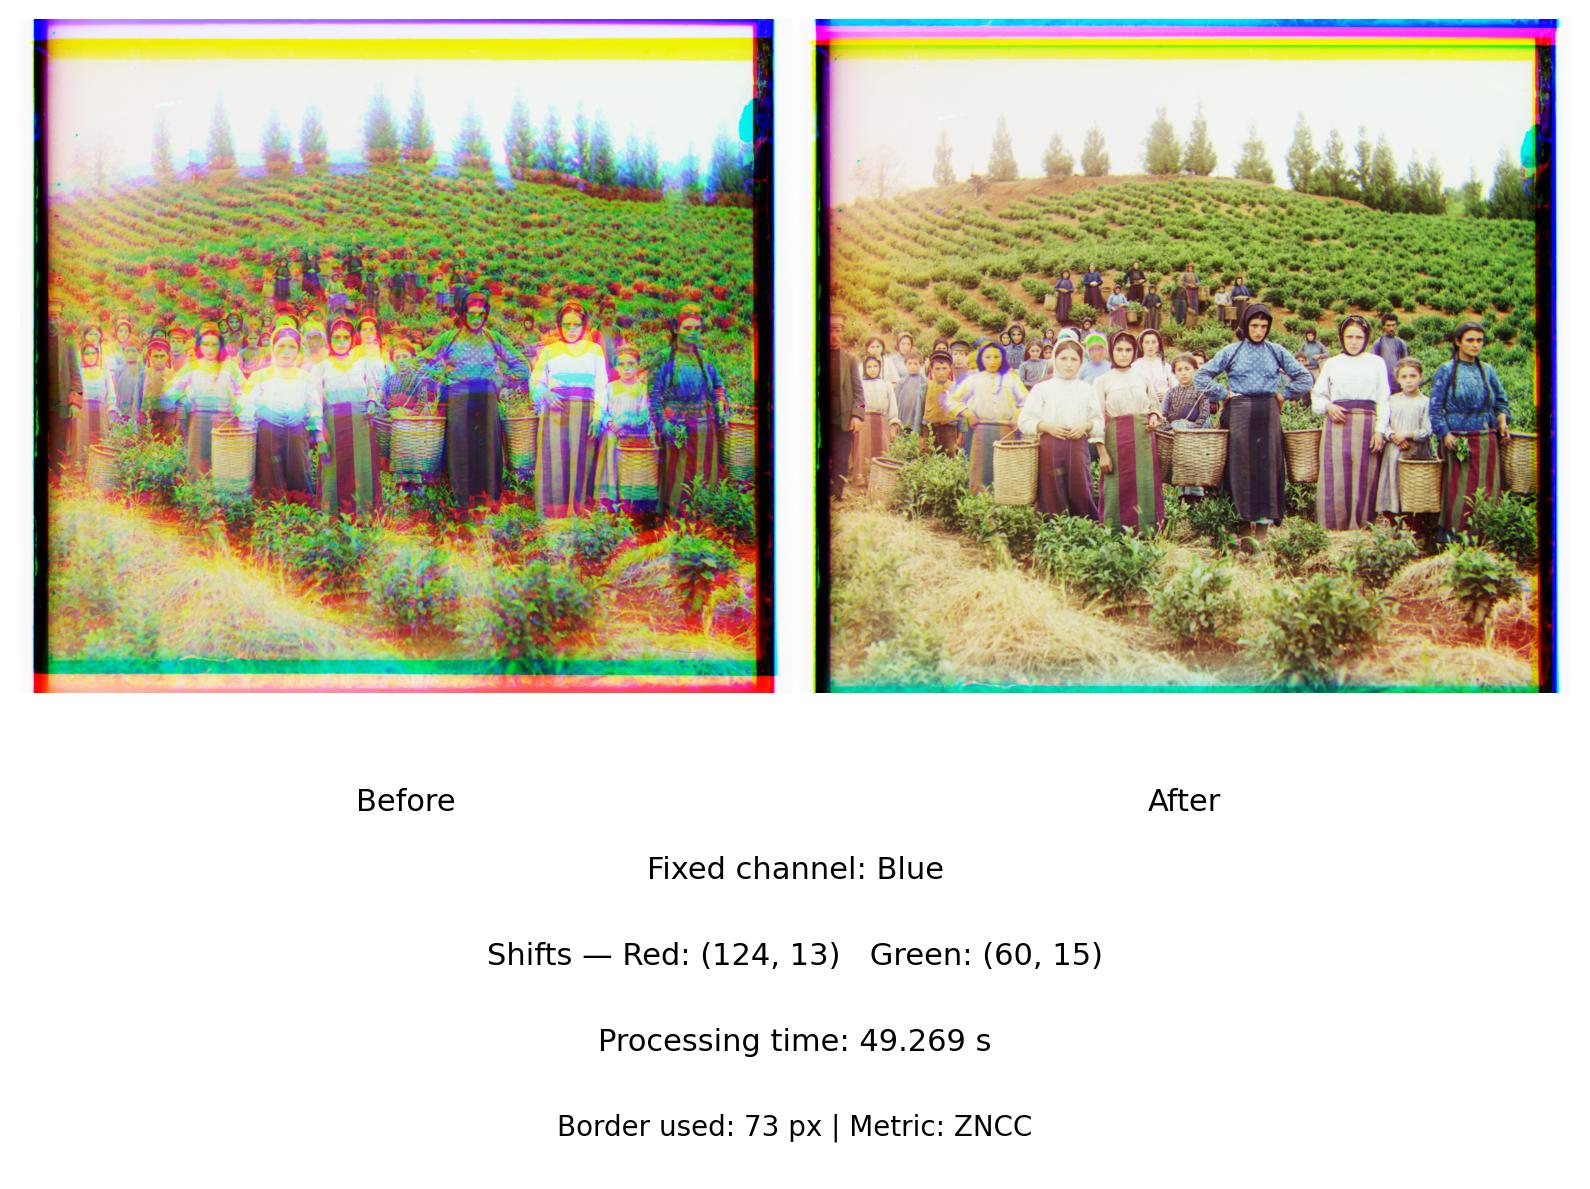 Before
After
Fixed channel: Blue
Shifts — Red: (124, 13)   Green: (60, 15)
Processing time: 49.269 s
Border used: 73 px | Metric: ZNCC